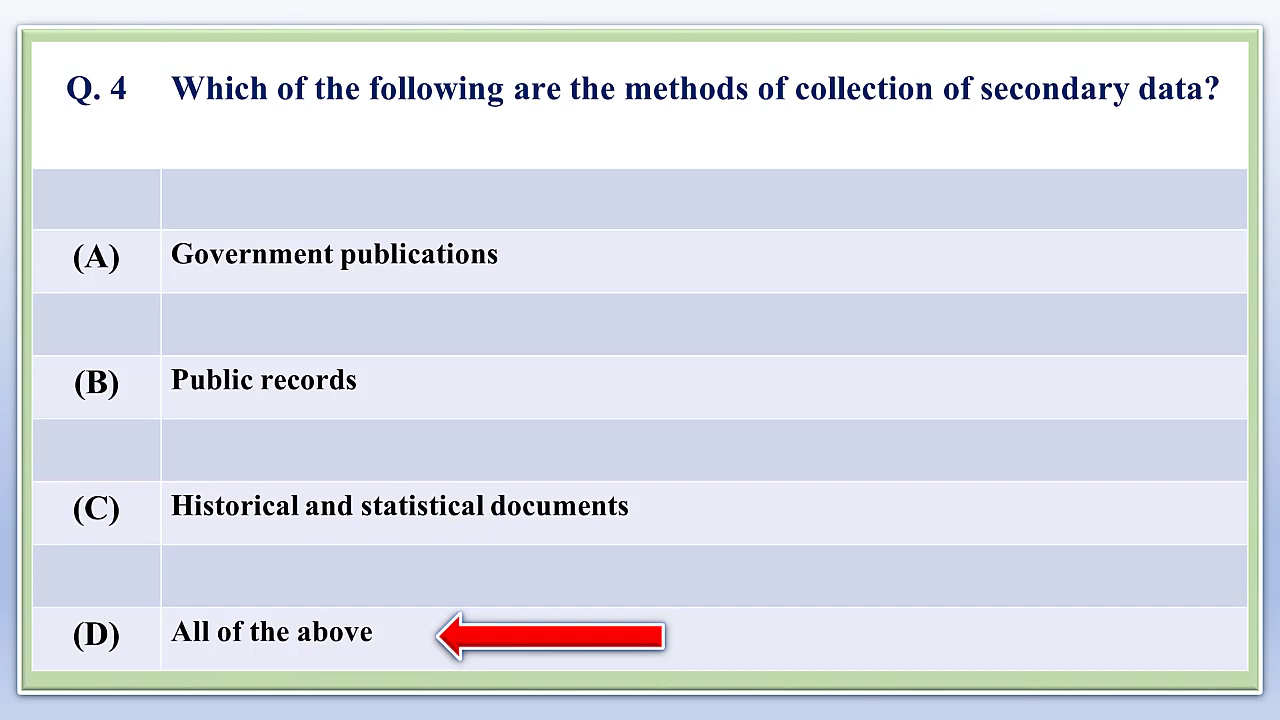 Q. 4 Which of the following are the methods of collection of secondary data?
(A) Government publications
(B) Public records
(C) Historical and statistical documents
(D) All of the above